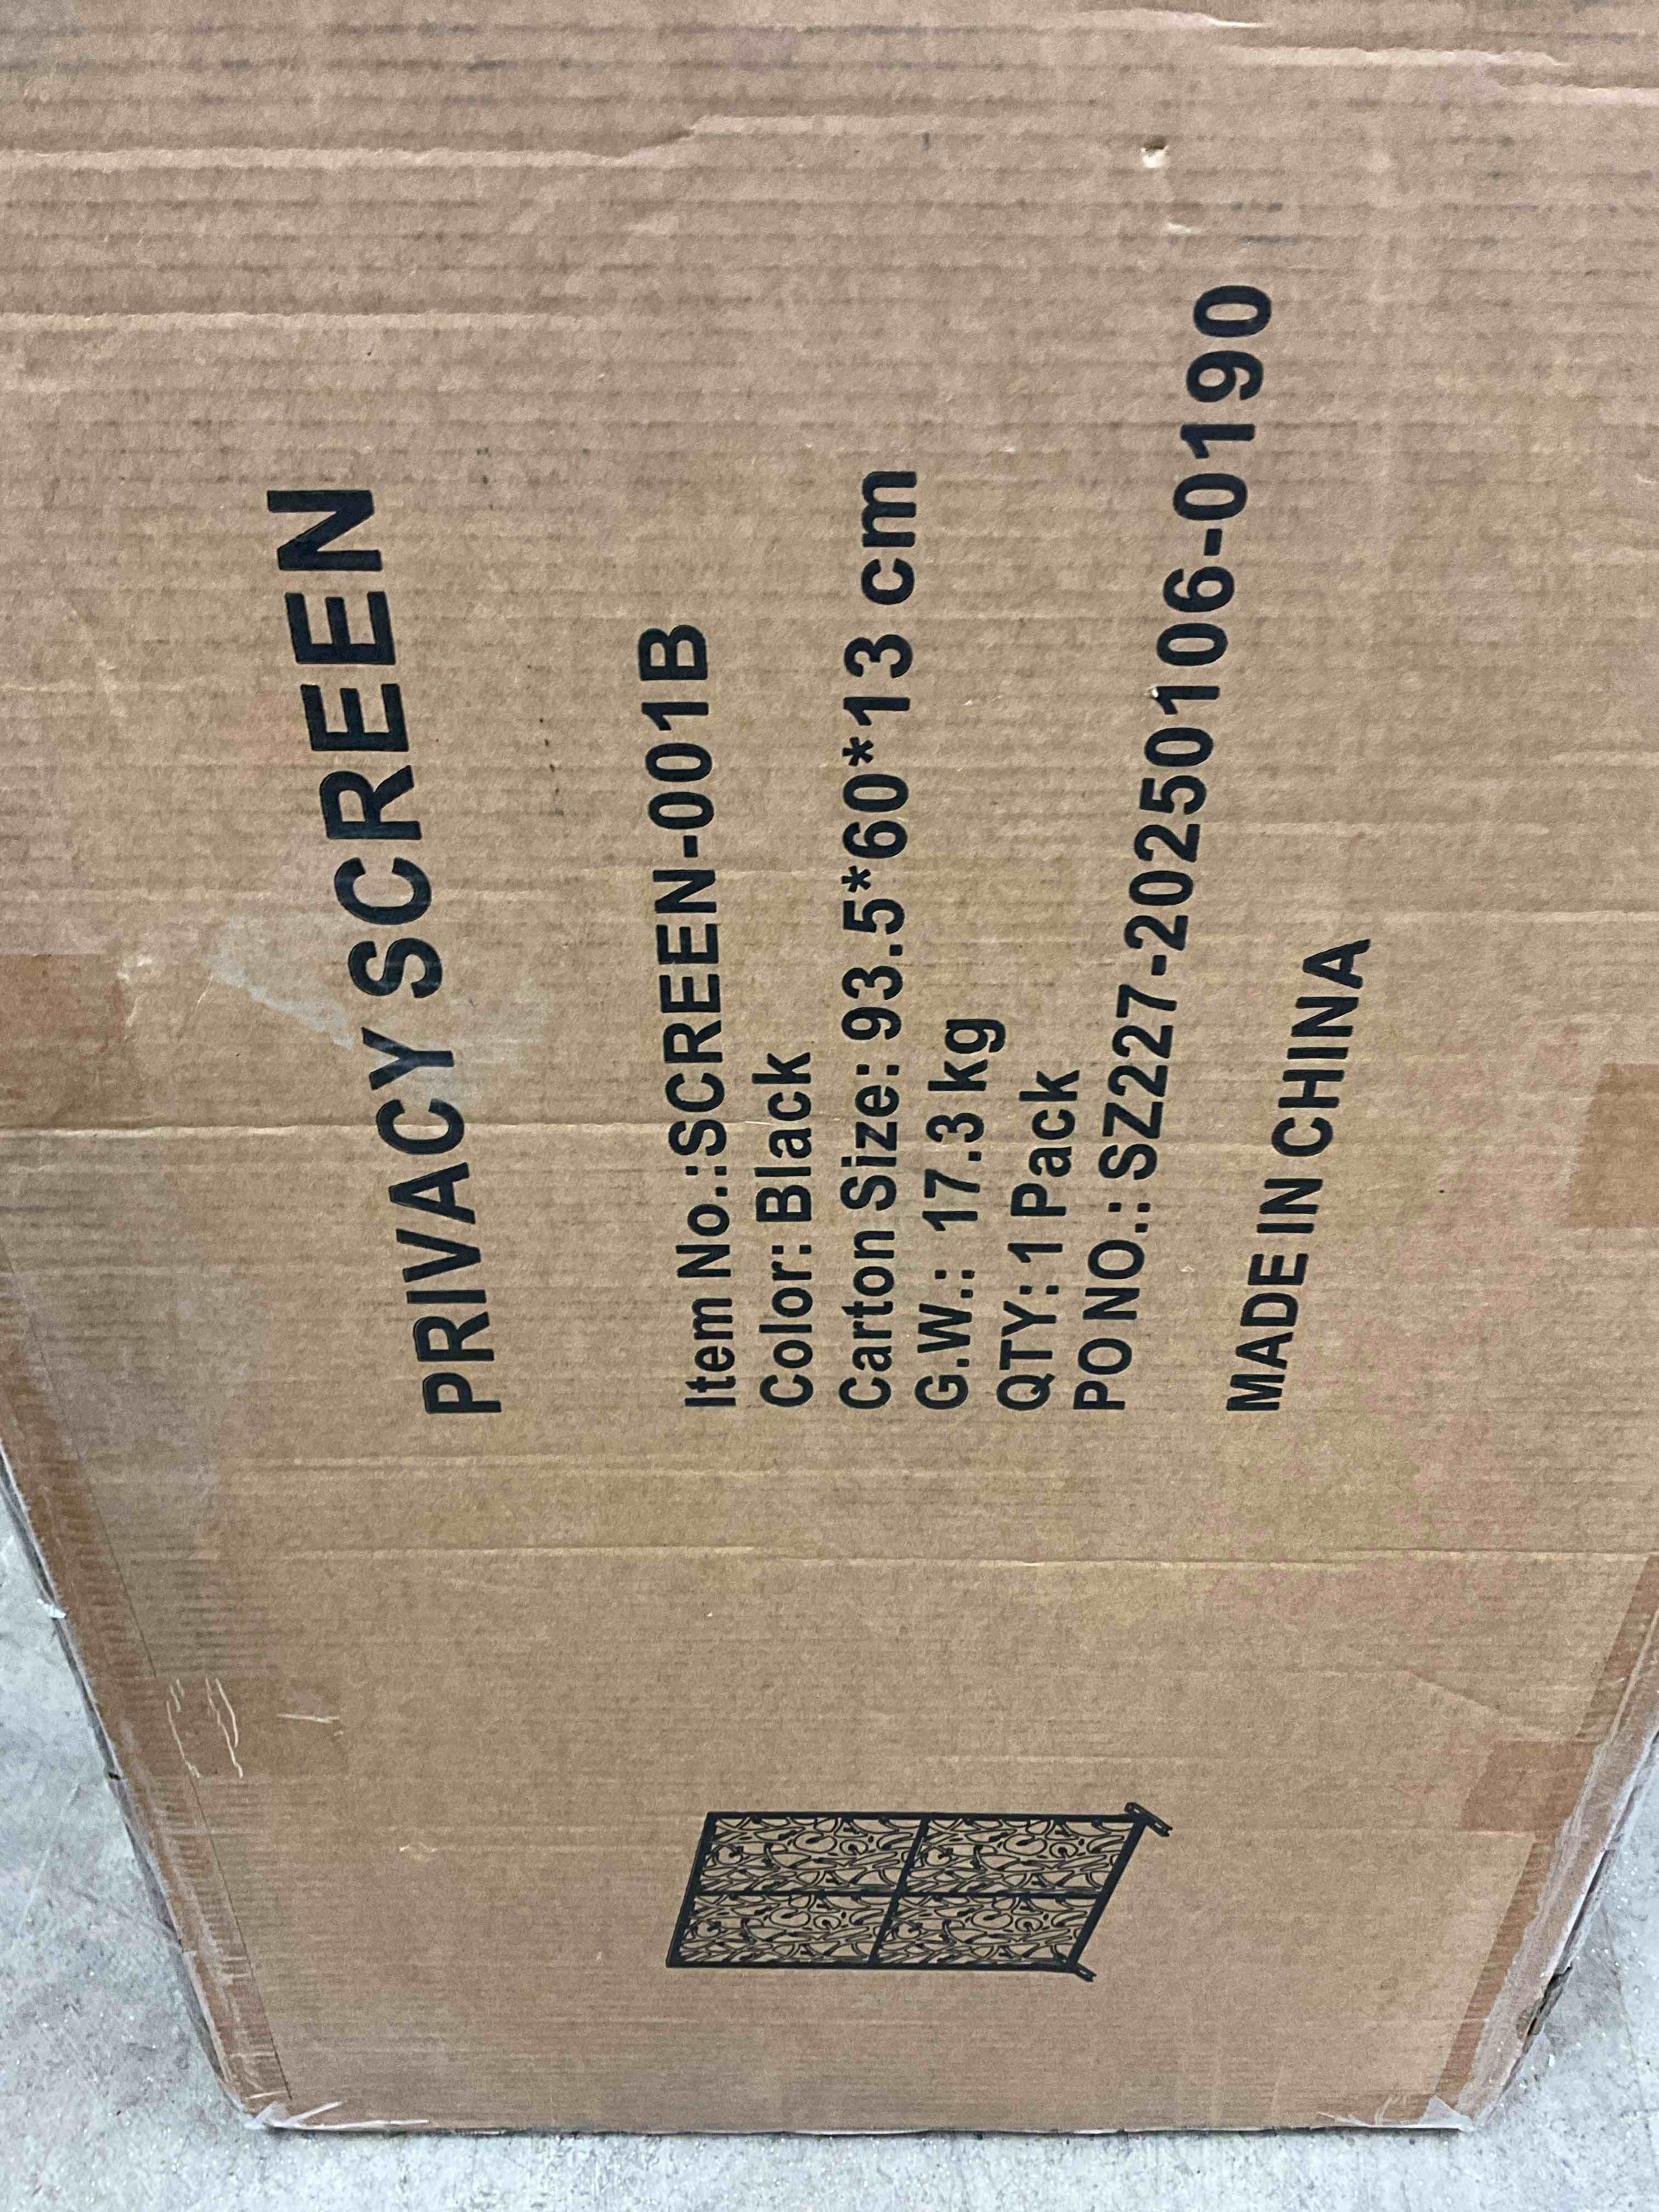 PRIVACY SCREEN
Item No.:SCREEN-001B
Color: Black
Carton Size: 93.5*60*13 cm
G.W.: 17.3 kg
QTY: 1 Pack
PO NO.: SZ227-20250106-0190
MADE IN CHINA